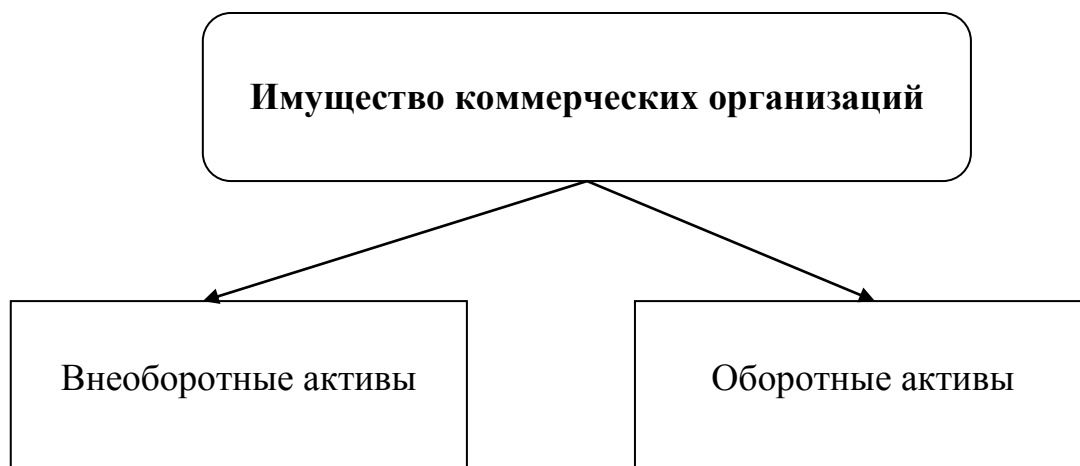 Имущество коммерческих организаций
Внеоборотные активы
Оборотные активы